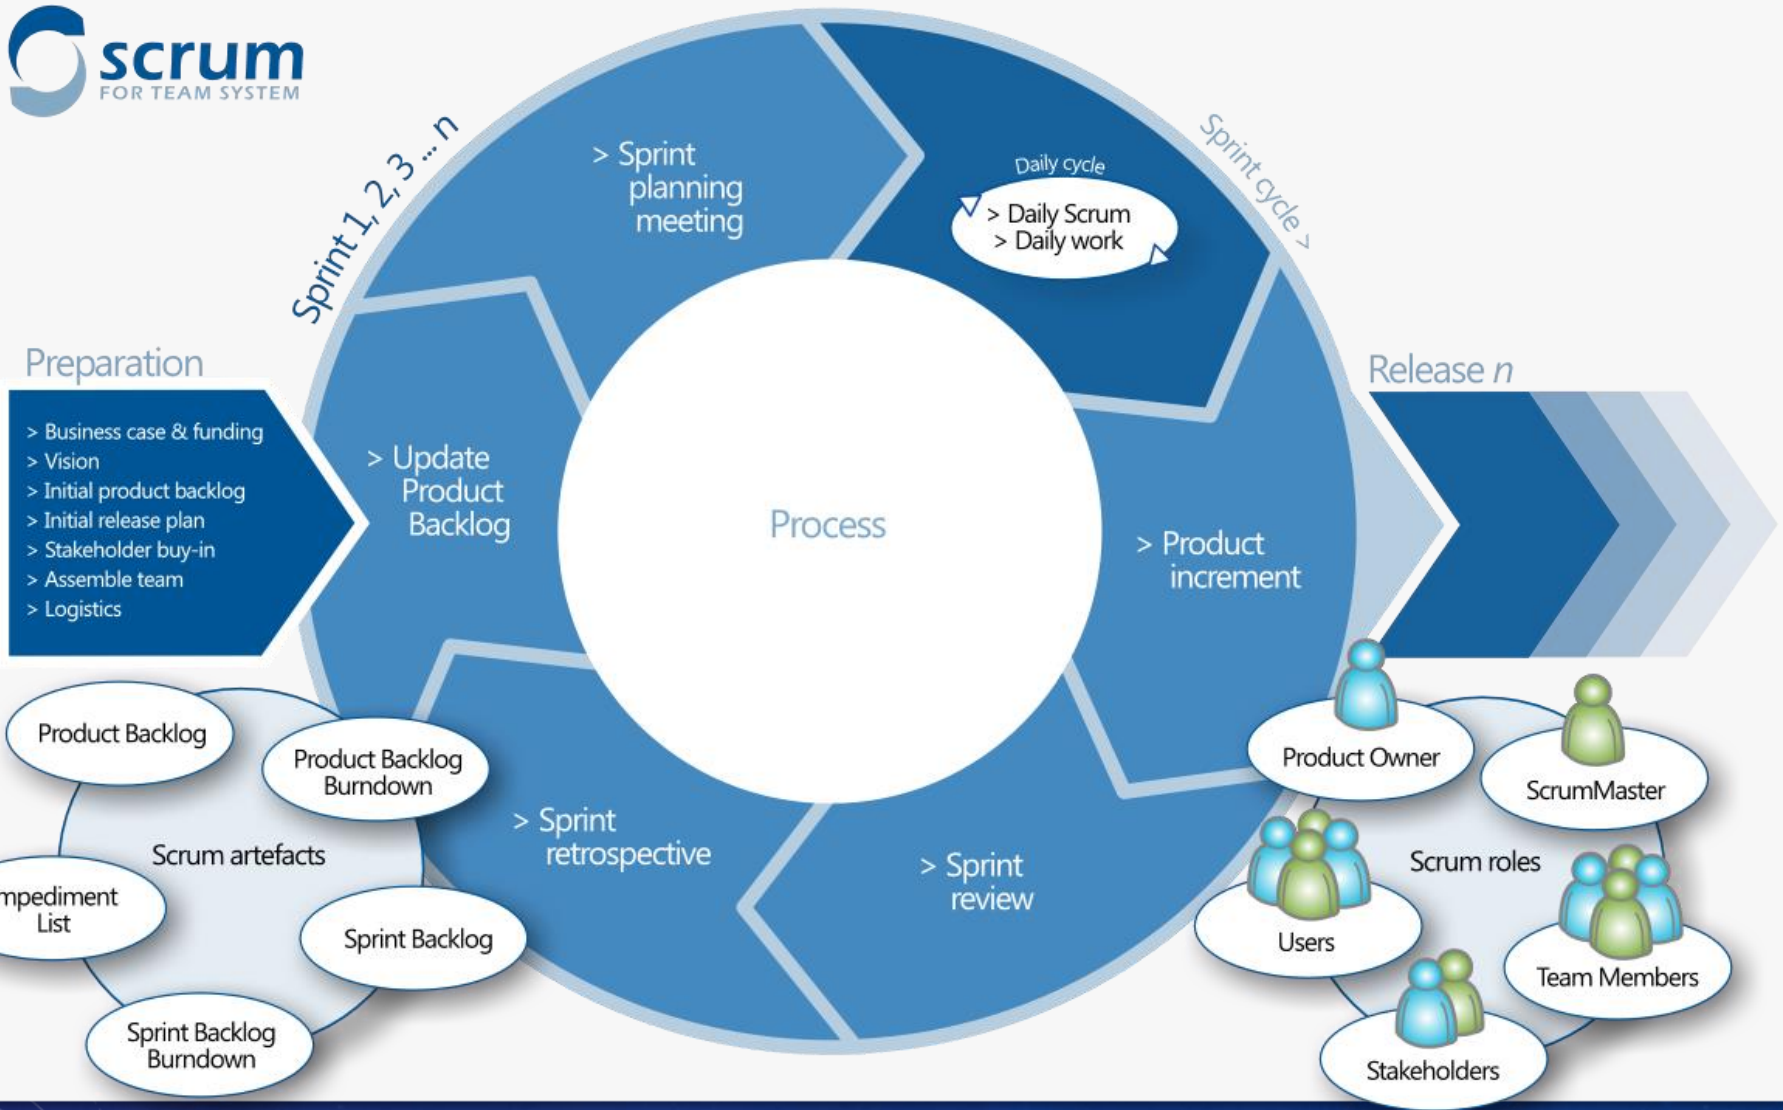 scrum
FOR TEAM SYSTEM
Sprint 1, 2, 3 ... n
Sprint cycle >
> Sprint
planning
meeting
Daily cycle
> Daily Scrum
> Daily work
Preparation
> Business case & funding
> Vision
> Initial product backlog
> Initial release plan
> Stakeholder buy-in
> Assemble team
> Logistics
> Update
Product
Backlog
Process
> Product
increment
Release n
> Sprint
retrospective
> Sprint
review
Product Backlog
Product Backlog
Burndown
Scrum artefacts
mpediment
List
Sprint Backlog
Sprint Backlog
Burndown
Product Owner
ScrumMaster
Scrum roles
Users
Team Members
Stakeholders